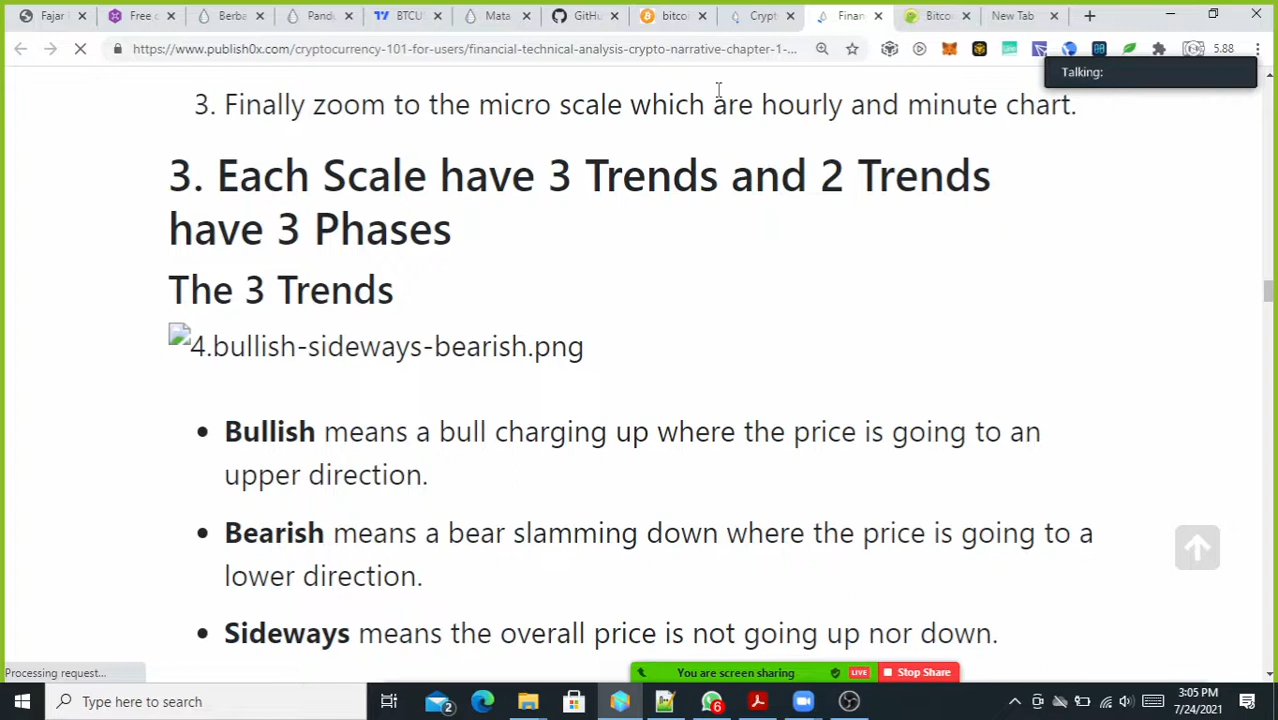 Fajar
Free c
Berba
Pandu
BTCU
Mata
GitHu
bitcoi
Crypt
Finan
Bitcoi
New Tab
https://www.publish0x.com/cryptocurrency-101-for-users/financial-technical-analysis-crypto-narrative-chapter-1-...
5.88
Talking:
3. Finally zoom to the micro scale which are hourly and minute chart.
3. Each Scale have 3 Trends and 2 Trends
have 3 Phases
The 3 Trends
4.bullish-sideways-bearish.png
• Bullish means a bull charging up where the price is going to an
upper direction.
• Bearish means a bear slamming down where the price is going to a
lower direction.
• Sideways means the overall price is not going up nor down.
Processing request...
You are screen sharing
LIVE
Stop Share
Type here to search
2
6
3:05 PM
7/24/2021